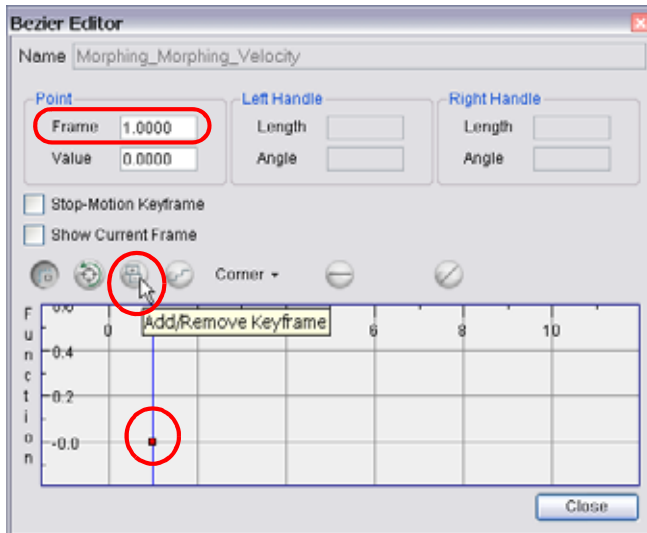 Bezier Editor
Name Morphing_Morphing_Velocity
Point Left Handle Right Handle
Frame 1.0000 Length Length
Value 0.0000 Angle Angle
Stop-Motion Keyframe
Show Current Frame
Corner
Function
0 6 8 10
Add/Remove Keyframe
-0.4
-0.2
-0.0
Close